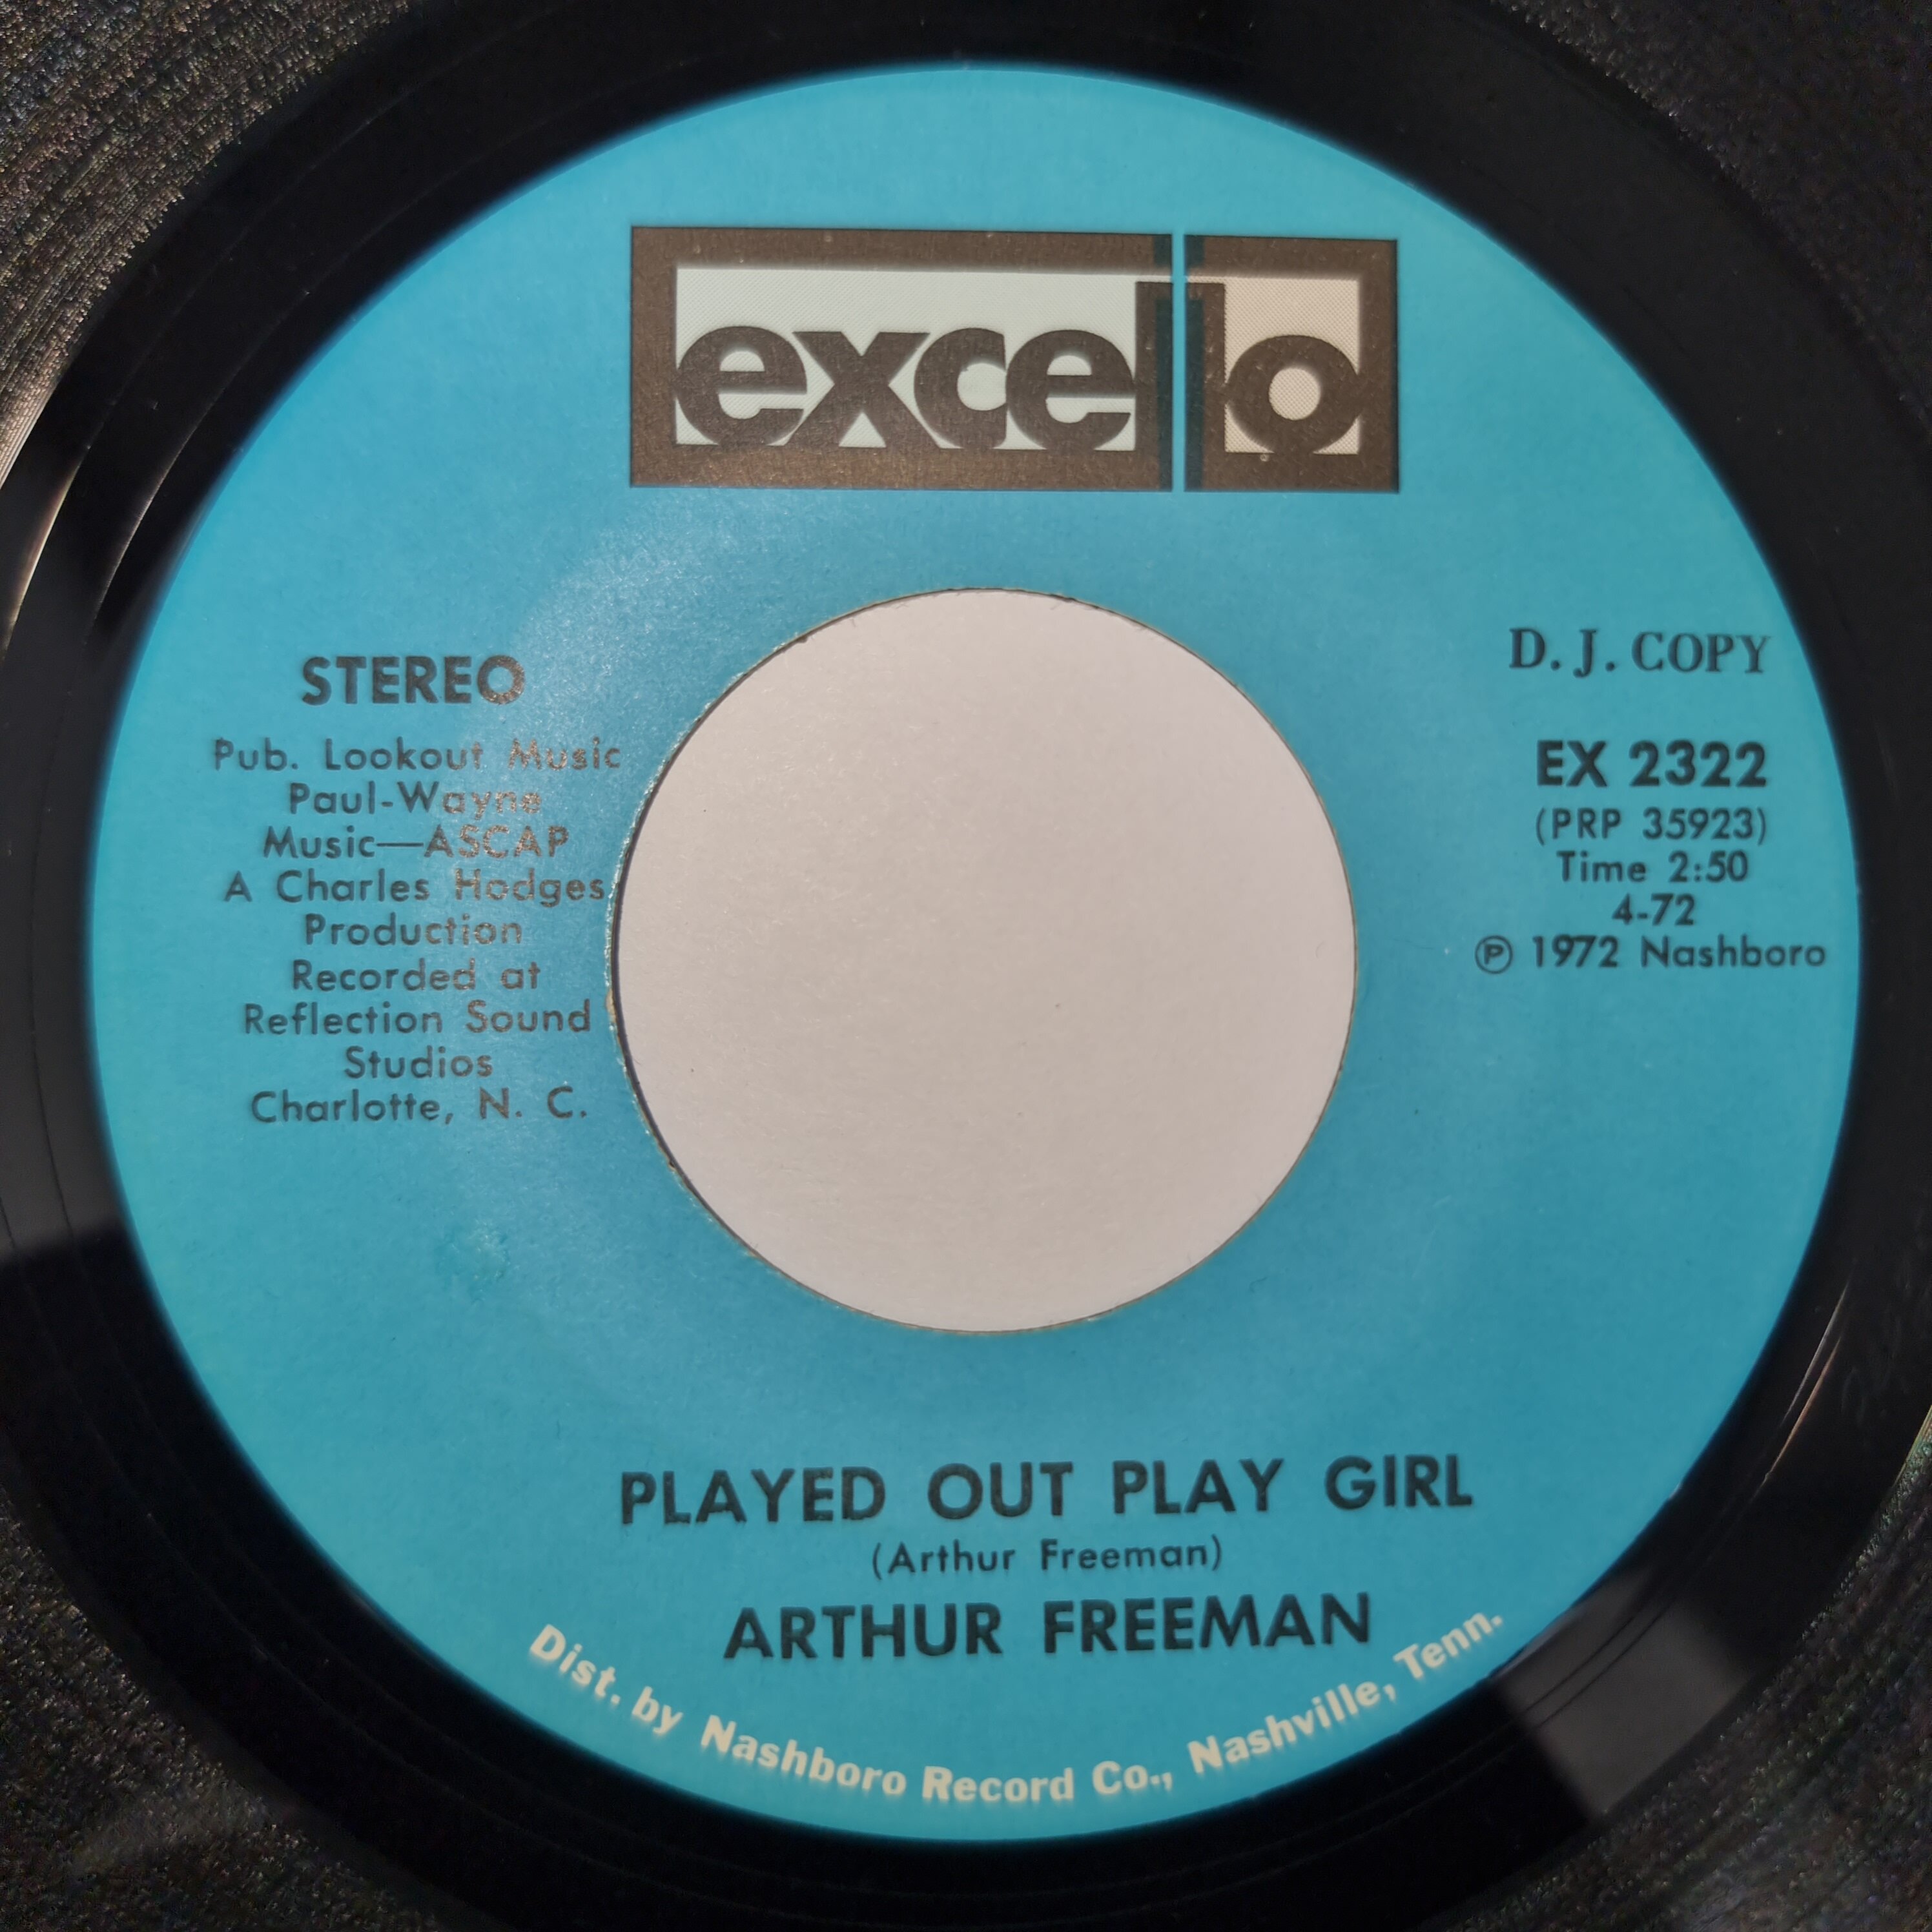 excello
STEREO
Pub. Lookout Music
Paul-Wayne
Music—ASCAP
A Charles Hodges
Production
Recorded at
Reflection Sound
Studios
Charlotte, N. C.
D. J. COPY
EX 2322
(PRP 35923)
Time 2:50
4-72
℗ 1972 Nashboro
PLAYED OUT PLAY GIRL
(Arthur Freeman)
ARTHUR FREEMAN
Dist. by Nashboro Record Co., Nashville, Tenn.